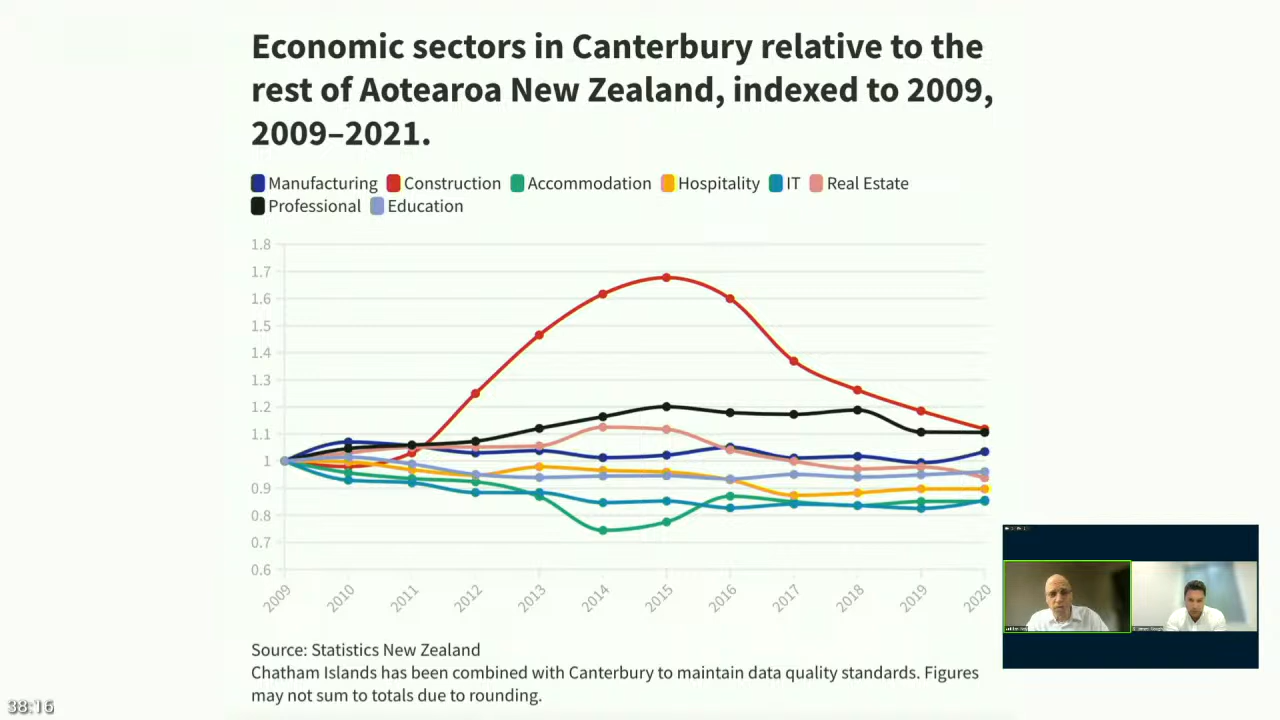 Economic sectors in Canterbury relative to the
rest of Aotearoa New Zealand, indexed to 2009,
2009–2021.
Manufacturing Construction Accommodation Hospitality IT Real Estate
Professional Education
1.8
1.7
1.6
1.5
1.4
1.3
1.2
1.1
1
0.9
0.8
0.7
0.6
2009 2010 2011 2012 2013 2014 2015 2016 2017 2018 2019 2020
Source: Statistics New Zealand
Chatham Islands has been combined with Canterbury to maintain data quality standards. Figures
may not sum to totals due to rounding.
38:16